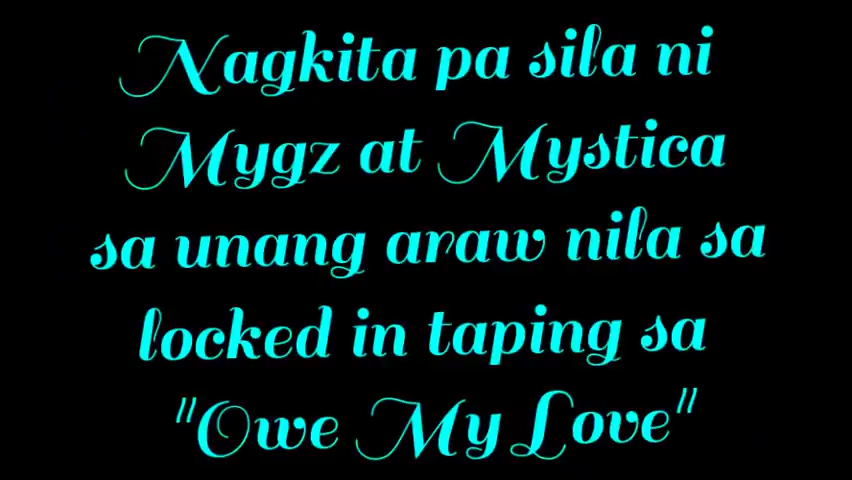 Nagkita pa sila ni
Mygz at Mystica
sa unang araw nila sa
locked in taping sa
"Owe My Love"